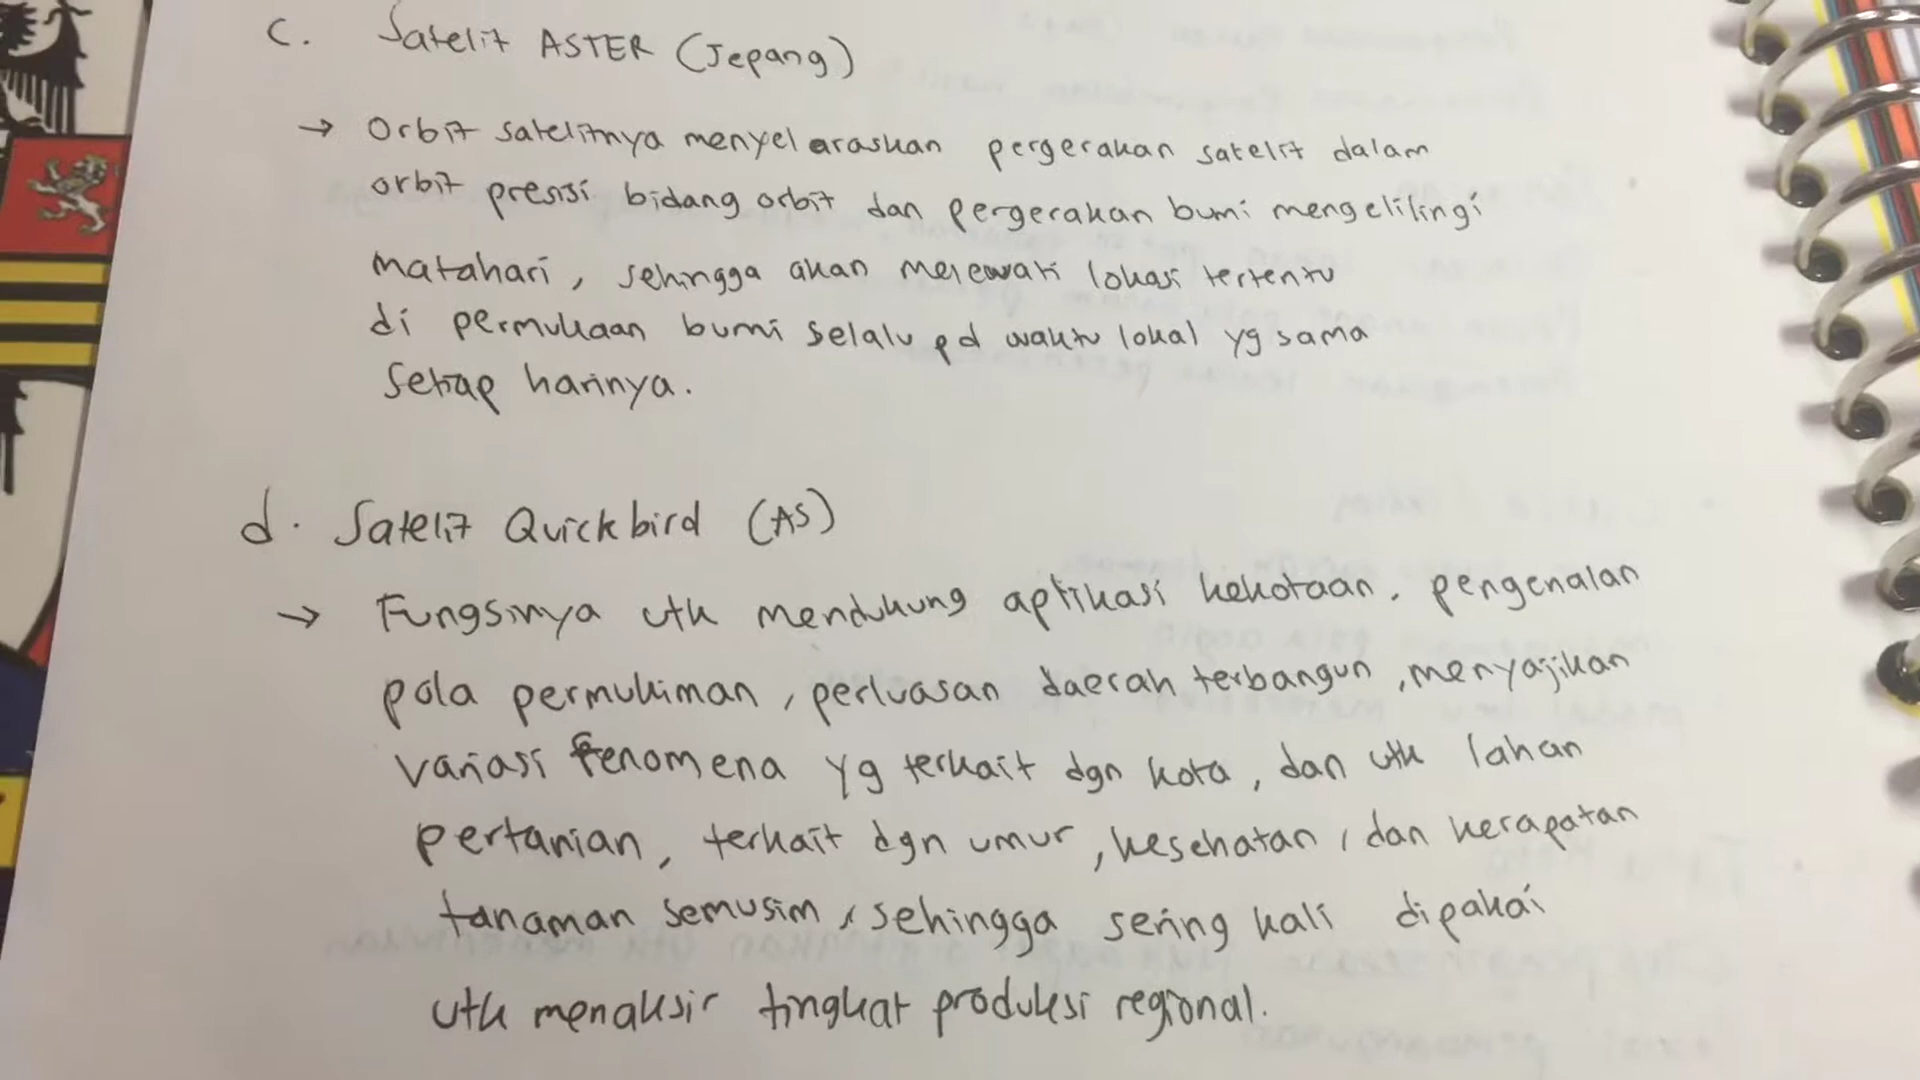 c. Satelit ASTER (Jepang)
→ Orbit satelitnya menyelaraskan pergerakan satelit dalam
orbit presisi bidang orbit dan pergerakan bumi mengelilingi
matahari, sehingga akan melewati lokasi tertentu
di permukaan bumi selalu pd waktu lokal yg sama
setiap harinya.
d. Satelit Quickbird (AS)
→ Fungsinya utk mendukung aplikasi kekotaan. pengenalan
pola permukiman, perluasan daerah terbangun, menyajikan
variasi fenomena yg terkait dgn kota, dan utk lahan
pertanian, terkait dgn umur, kesehatan, dan kerapatan
tanaman semusim, sehingga sering kali dipakai
utk menaksir tingkat produksi regional.